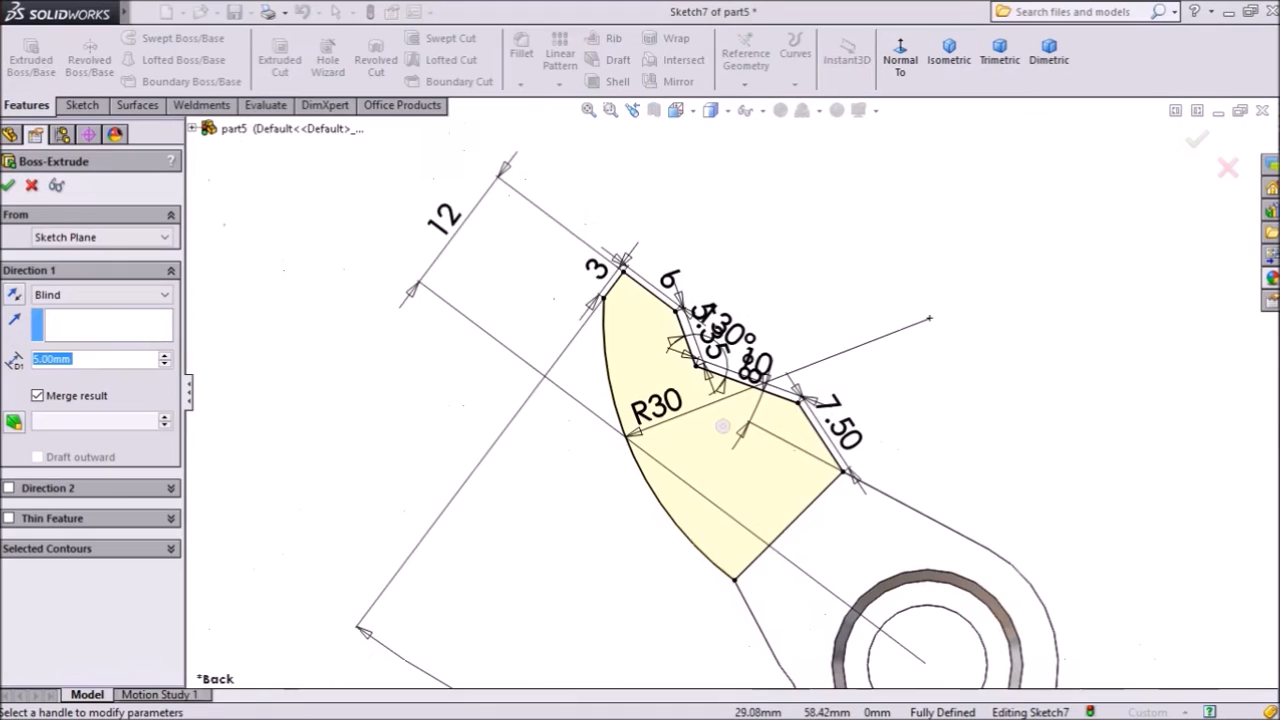 SOLIDWORKS
Sketch7 of part5 *
Search files and models
Extruded Boss/Base
Revolved Boss/Base
Swept Boss/Base
Lofted Boss/Base
Boundary Boss/Base
Extruded Cut
Hole Wizard
Revolved Cut
Swept Cut
Lofted Cut
Boundary Cut
Fillet
Linear Pattern
Rib
Draft
Shell
Wrap
Intersect
Mirror
Reference Geometry
Curves
Instant3D
Normal To
Isometric
Trimetric
Dimetric
Features
Sketch
Surfaces
Weldments
Evaluate
DimXpert
Office Products
part5 (Default<<Default>_...
Boss-Extrude
?
From
Sketch Plane
Direction 1
Blind
5.00mm
Merge result
Draft outward
Direction 2
Thin Feature
Selected Contours
12
3
6
R30
7.50
*Back
Model
Motion Study 1
Select a handle to modify parameters
29.08mm
58.42mm
0mm
Fully Defined
Editing Sketch7
Custom